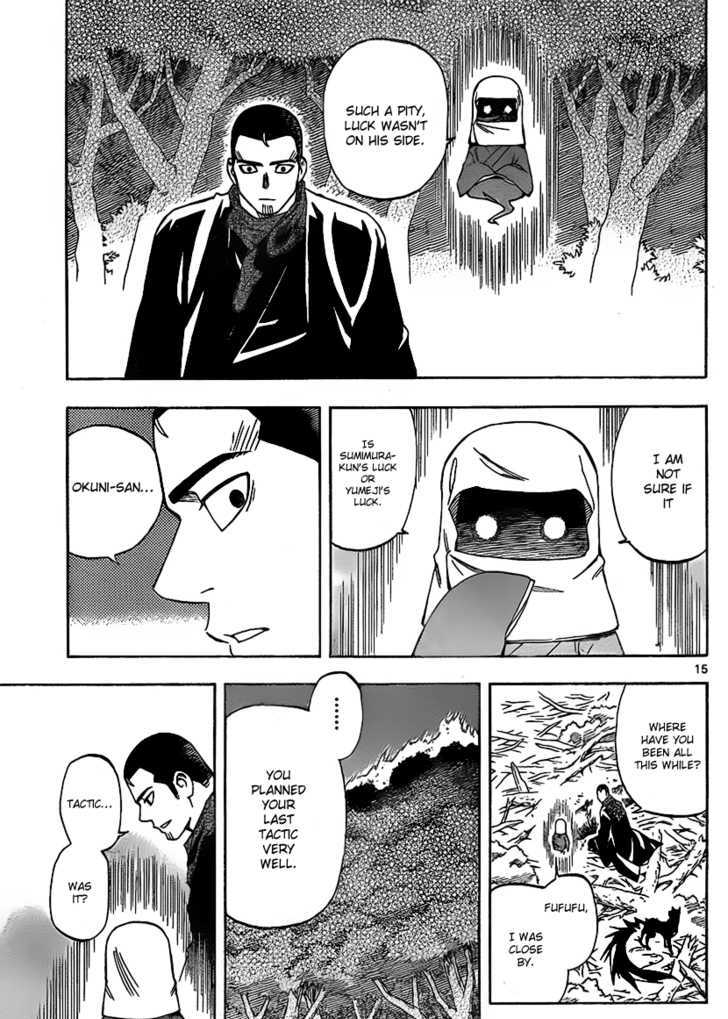 SUCH A PITY,
LUCK WASN'T
ON HIS SIDE.
I AM
NOT
SURE IF
IT
IS
SUMMURA-
KUN'S LUCK
OR
YUMEJI'S
LUCK.
OKUNI-SAN...
15
WHERE
HAVE YOU
BEEN ALL
THIS WHILE?
FUFUFU,
I WAS
CLOSE
BY.
......
YOU
PLANNED
YOUR
LAST
TACTIC
VERY
WELL.
TACTIC...
WAS
IT?